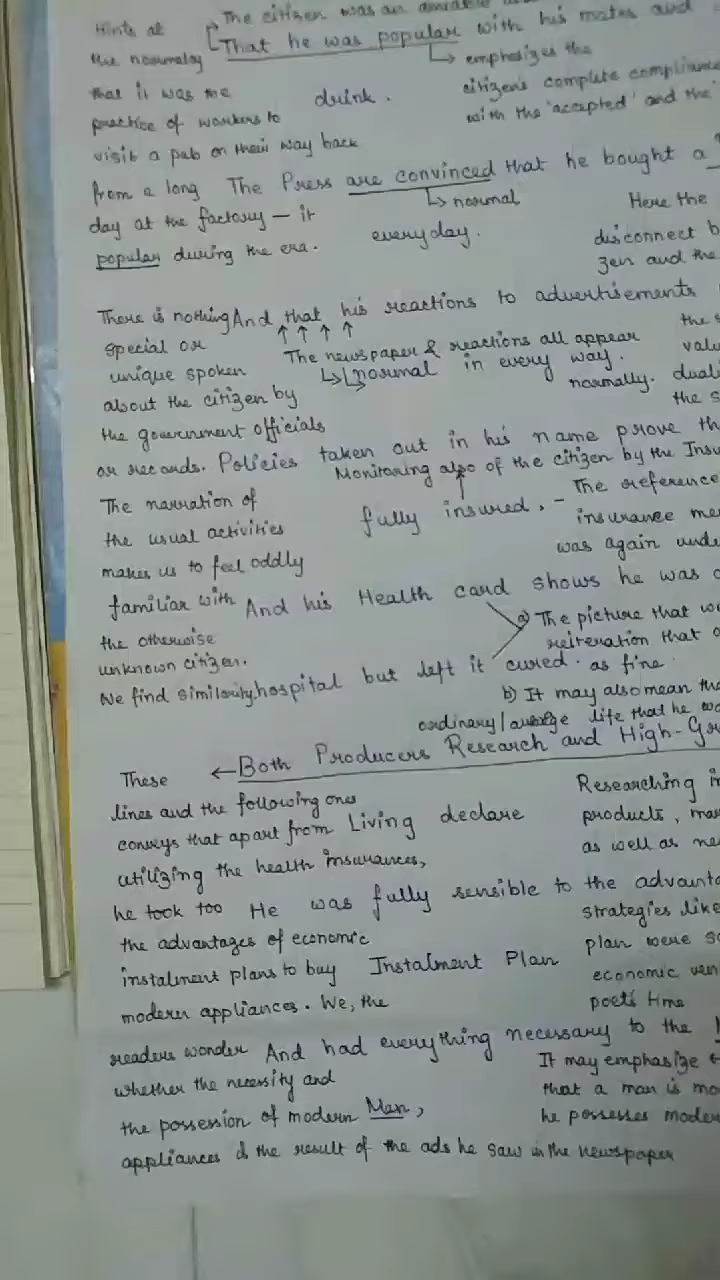 The citizen was an
Hints at That he was popular with his mates and
the normalcy emphasizes the
that it was the drink. citizen's complete compliance
practice of workers to with the 'accepted' and the
visit a pub on their way back
from a long The Press are convinced that he bought a
day at the factory – it normal Here the
popular during the era. everyday. disconnect
zen and the
There is nothing And that his reactions to advertisements
special or The newspaper & reactions all appear the
unique spoken normal in every way.
about the citizen by normally.
the government officials the
or records. Policies taken out in his name prove
Monitoring also of the citizen by the
The narration of The reference
the usual activities fully insured. – insurance
makes us to feel oddly was again
familiar with And his Health card shows he was
the otherwise a) The picture that
unknown citizen. reiteration that
We find similarly, hospital but left it cured. as fine.
b) It may also mean
ordinary/average life that he
These ← Both Producers Research and High-
lines and the following ones Researching
conveys that apart from Living declare products,
utilizing the health insurances, as well as
he took too He was fully sensible to the
the advantages of economic strategies like
instalment plans to buy Instalment Plan plan were
modern appliances. We, the economic
poet's time
readers wonder And had everything necessary to the
whether the necessity and It may emphasize
the possession of modern Man, that a man is
appliances is the result of the ads he saw in the newspaper
he possesses